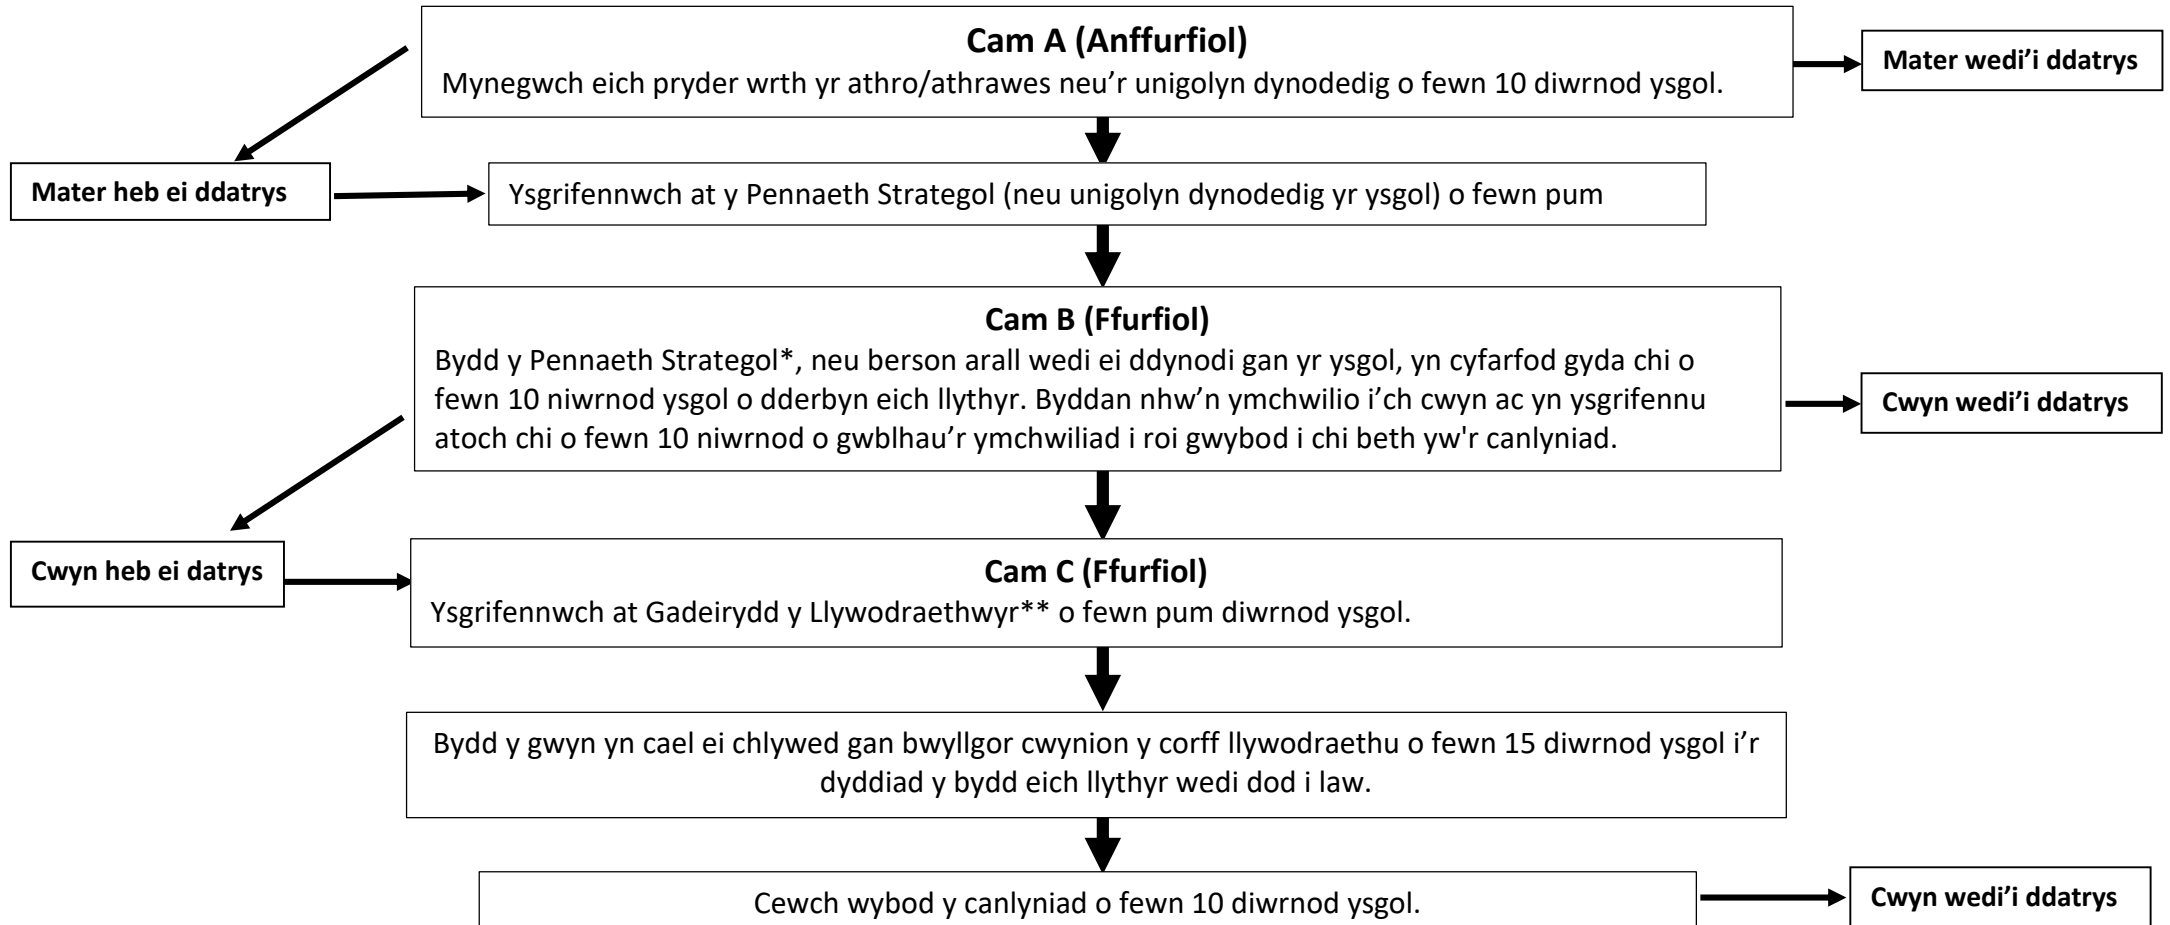 Cam A (Anffurfiol)
Mynegwch eich pryder wrth yr athro/athrawes neu’r unigolyn dynodedig o fewn 10 diwrnod ysgol.
Mater wedi’i ddatrys
Mater heb ei ddatrys
Ysgrifennwch at y Pennaeth Strategol (neu unigolyn dynodedig yr ysgol) o fewn pum
Cam B (Ffurfiol)
Bydd y Pennaeth Strategol*, neu berson arall wedi ei ddynodi gan yr ysgol, yn cyfarfod gyda chi o
fewn 10 niwrnod ysgol o dderbyn eich llythyr. Byddan nhw’n ymchwilio i’ch cwyn ac yn ysgrifennu
atoch chi o fewn 10 niwrnod o gwblhau’r ymchwiliad i roi gwybod i chi beth yw'r canlyniad.
Cwyn wedi’i ddatrys
Cwyn heb ei datrys
Cam C (Ffurfiol)
Ysgrifennwch at Gadeirydd y Llywodraethwyr** o fewn pum diwrnod ysgol.
Bydd y gwyn yn cael ei chlywed gan bwyllgor cwynion y corff llywodraethu o fewn 15 diwrnod ysgol i’r
dyddiad y bydd eich llythyr wedi dod i law.
Cewch wybod y canlyniad o fewn 10 diwrnod ysgol.
Cwyn wedi’i ddatrys